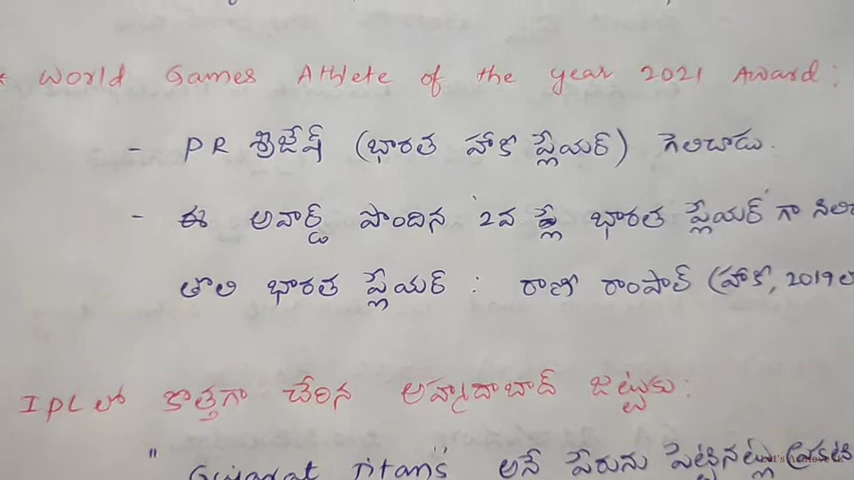 * World Games Athlete of the year 2021 Award:
- PR శ్రీజేష్ (భారత హాకీ ప్లేయర్) గెలిచాడు.
- ఈ అవార్డ్ పొందిన '2వ భారత ప్లేయర్' గా
తొలి భారత ప్లేయర్ : రాణీ రాంపాల్ (హాకీ, 2019లో
IPL లో కొత్తగా చేరిన అహ్మదాబాద్ జట్టుకు:
" Gujarat Titans" అనే పేరును పెట్టినట్లు